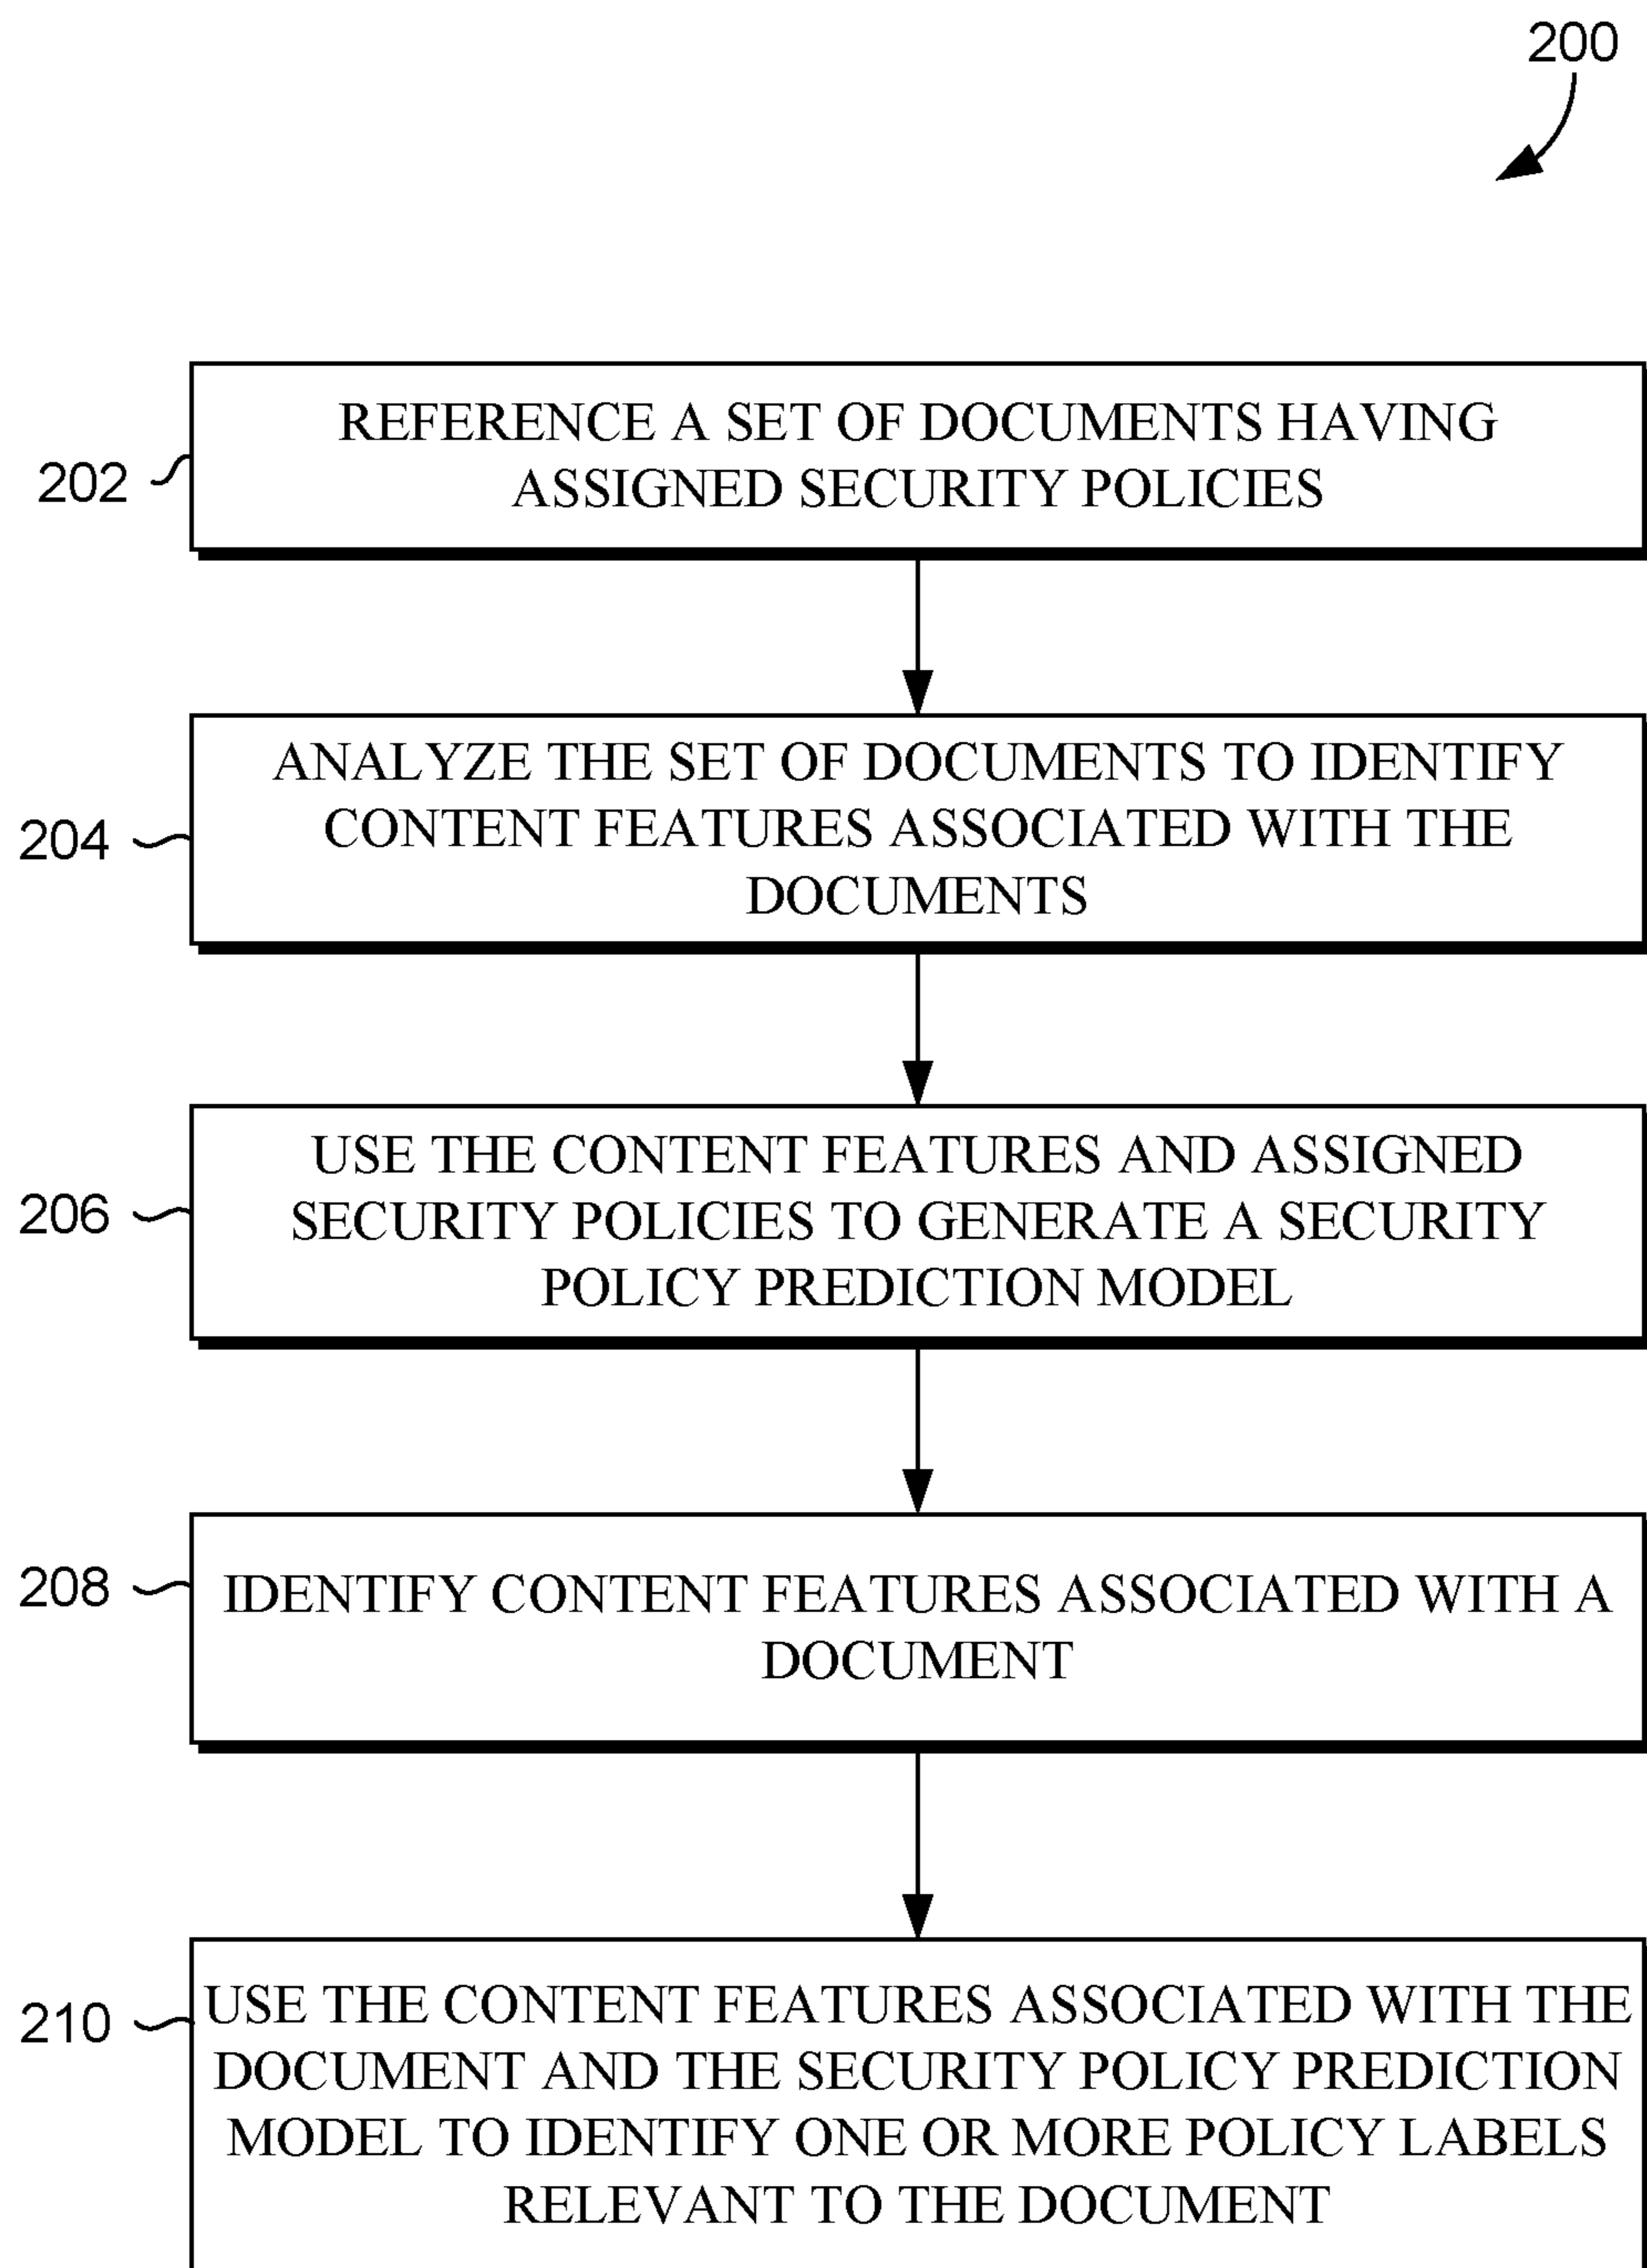 200
202
REFERENCE A SET OF DOCUMENTS HAVING
ASSIGNED SECURITY POLICIES
204
ANALYZE THE SET OF DOCUMENTS TO IDENTIFY
CONTENT FEATURES ASSOCIATED WITH THE
DOCUMENTS
206
USE THE CONTENT FEATURES AND ASSIGNED
SECURITY POLICIES TO GENERATE A SECURITY
POLICY PREDICTION MODEL
208
IDENTIFY CONTENT FEATURES ASSOCIATED WITH A
DOCUMENT
210
USE THE CONTENT FEATURES ASSOCIATED WITH THE
DOCUMENT AND THE SECURITY POLICY PREDICTION
MODEL TO IDENTIFY ONE OR MORE POLICY LABELS
RELEVANT TO THE DOCUMENT